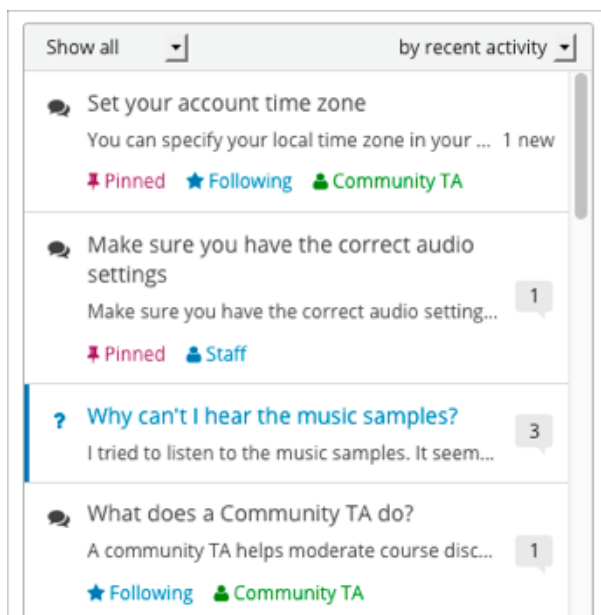 Show all by recent activity
Set your account time zone
You can specify your local time zone in your ... 1 new
Pinned Following Community TA
Make sure you have the correct audio
settings
1
Make sure you have the correct audio setting...
Pinned Staff
? Why can't I hear the music samples?
3
I tried to listen to the music samples. It seem...
What does a Community TA do?
A community TA helps moderate course disc... 1
Following Community TA